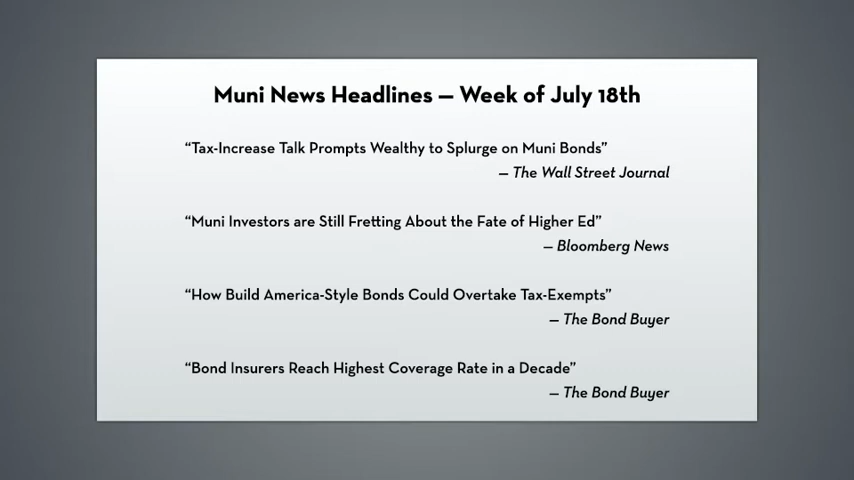 Muni News Headlines — Week of July 18th
“Tax-Increase Talk Prompts Wealthy to Splurge on Muni Bonds”
— The Wall Street Journal
“Muni Investors are Still Fretting About the Fate of Higher Ed”
— Bloomberg News
“How Build America-Style Bonds Could Overtake Tax-Exempts”
— The Bond Buyer
“Bond Insurers Reach Highest Coverage Rate in a Decade”
— The Bond Buyer